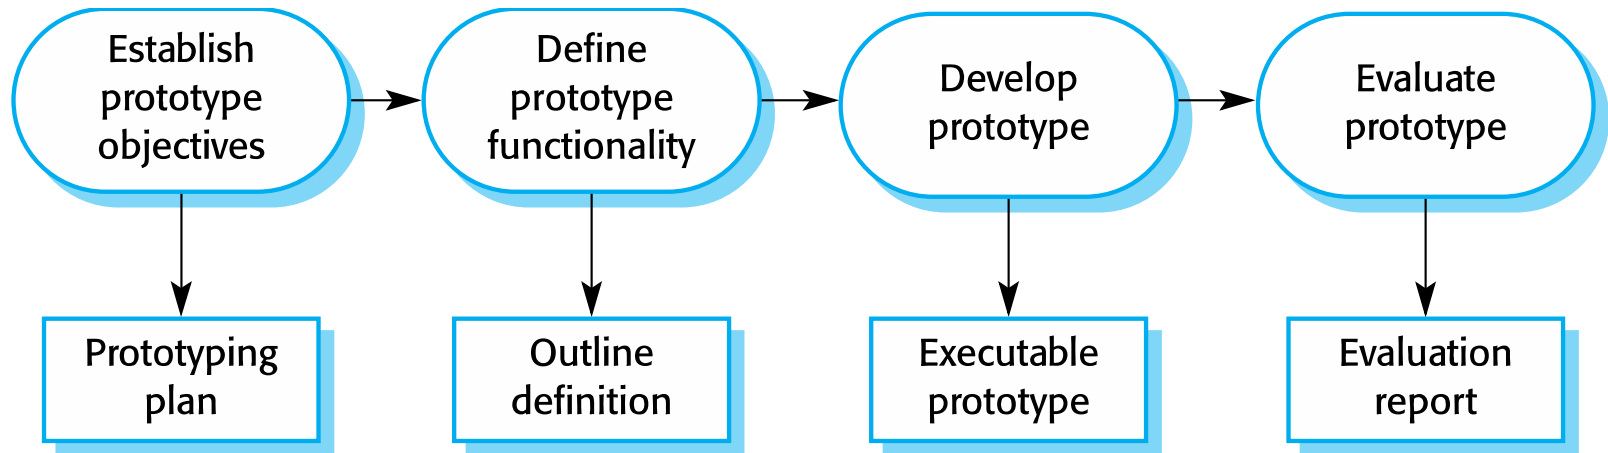 Establish
prototype
objectives
Define
prototype
functionality
Develop
prototype
Evaluate
prototype
Prototyping
plan
Outline
definition
Executable
prototype
Evaluation
report